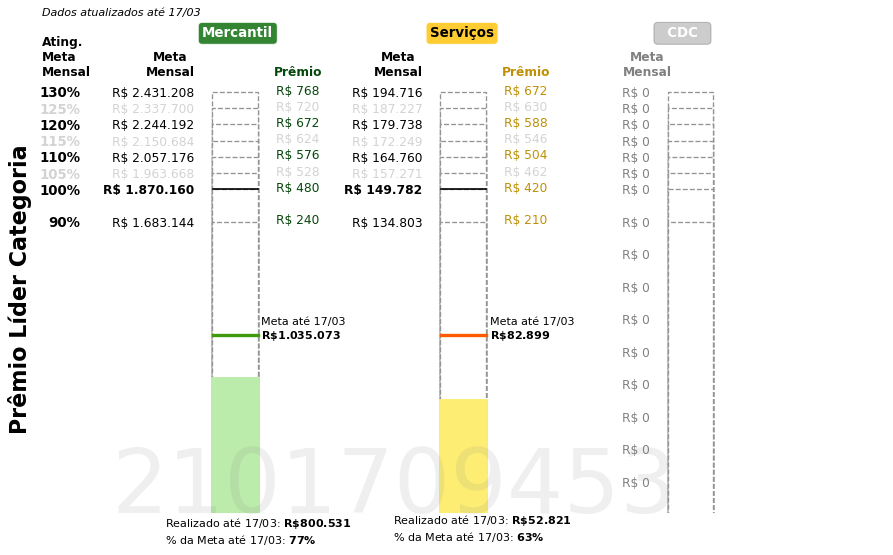 Dados atualizados até 17/03
Mercantil Serviços CDC
Ating. Meta Mensal Meta Mensal Prêmio Meta Mensal Prêmio Meta Mensal
130% R$ 2.431.208 R$ 768 R$ 194.716 R$ 672 R$ 0
125% R$ 2.337.700 R$ 720 R$ 187.227 R$ 630 R$ 0
120% R$ 2.244.192 R$ 672 R$ 179.738 R$ 588 R$ 0
115% R$ 2.150.684 R$ 624 R$ 172.249 R$ 546 R$ 0
110% R$ 2.057.176 R$ 576 R$ 164.760 R$ 504 R$ 0
105% R$ 1.963.668 R$ 528 R$ 157.271 R$ 462 R$ 0
100% R$ 1.870.160 R$ 480 R$ 149.782 R$ 420 R$ 0
90% R$ 1.683.144 R$ 240 R$ 134.803 R$ 210 R$ 0
R$ 0
R$ 0
R$ 0
R$ 0
R$ 0
R$ 0
R$ 0
R$ 0
Prêmio Líder Categoria
Meta até 17/03
R$1.035.073
Meta até 17/03
R$82.899
2101709453
Realizado até 17/03: R$800.531
% da Meta até 17/03: 77%
Realizado até 17/03: R$52.821
% da Meta até 17/03: 63%